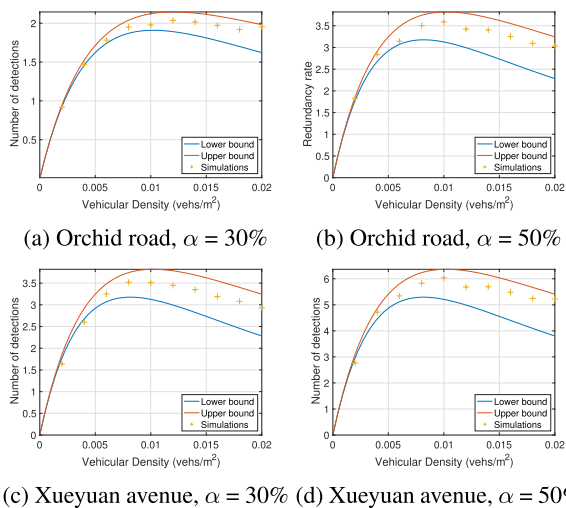 2
1.5
1
0.5
Number of detections
Lower bound
Upper bound
Simulations
0 0.005 0.01 0.015 0.02
Vehicular Density (vehs/m²)
(a) Orchid road, α = 30%
3.5
3
2.5
2
1.5
1
0.5
0
Redundancy rate
Lower bound
Upper bound
Simulations
0 0.005 0.01 0.015 0.02
Vehicular Density (vehs/m²)
(b) Orchid road, α = 50%
3.5
3
2.5
2
1.5
1
0.5
0
Number of detections
Lower bound
Upper bound
Simulations
0 0.005 0.01 0.015 0.02
Vehicular Density (vehs/m²)
(c) Xueyuan avenue, α = 30%
6
5
4
3
2
1
0
Number of detections
Lower bound
Upper bound
Simulations
0 0.005 0.01 0.015 0.02
Vehicular Density (vehs/m²)
(d) Xueyuan avenue, α = 50%